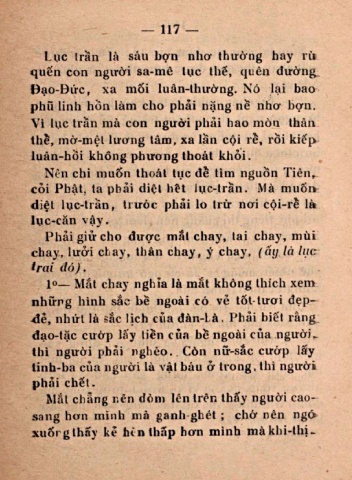 — 117 —
Lục trần là sáu bợn nhơ thường hay rù
quến con người sa-mê tục thế, quên đường
Đạo-Đức, xa mối luân-thường. Nó lại bao
phủ linh hồn làm cho phải nặng nề nhơ bợn.
Vì lục trần mà con người phải hao mòn thân
thể, mờ-mệt lương tâm, xa lần cội rễ, rồi kiếp
luân-hồi không phương thoát khỏi.
Nên chi muốn thoát tục để tìm nguồn Tiên,
cỏi Phật, ta phải diệt hết lục-trần. Mà muốn
diệt lục-trần, trước phải lo trừ nơi cội-rễ là
lục-căn vậy.
Phải giữ cho được mắt chay, tai chay, mũi
chay, lưởi chay, thân chay, ý chay, (ấy là lục
trai đó).
1º— Mắt chay nghĩa là mắt không thích xem
những hình sắc bề ngoài có vẻ tốt-tươi đẹp-
đẻ, nhứt là sắc lịch của đàn-bà. Phải biết rằng
đạo-tặc cướp lấy tiền của bề ngoài của người,
thì người phải nghèo. Còn nữ-sắc cướp lấy
tinh-ba của người là vật báu ở trong, thì người
phải chết.
Mắt chẳng nên dòm lên trên thấy người cao-
sang hơn mình mà ganh-ghét ; chớ nên ngó
xuống thấy kẻ hèn thấp hơn mình mà khi-thị.